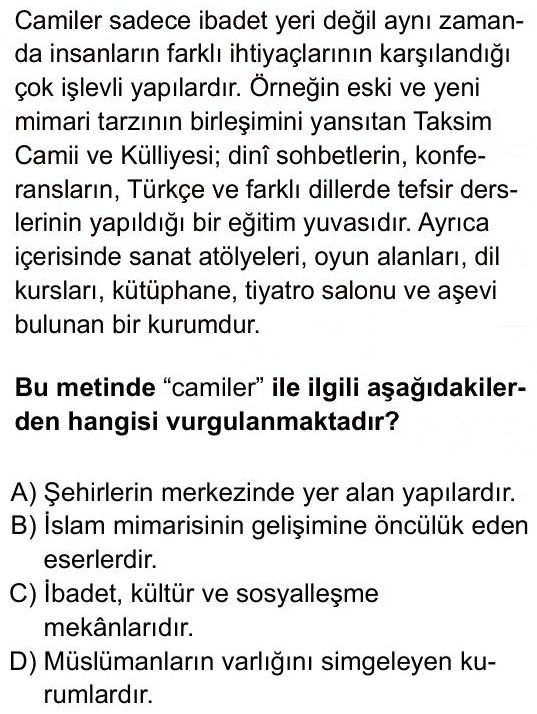 Camiler sadece ibadet yeri değil aynı zaman-
da insanların farklı ihtiyaçlarının karşılandığı
çok işlevli yapılardır. Örneğin eski ve yeni
mimari tarzının birleşimini yansıtan Taksim
Camii ve Külliyesi; dinî sohbetlerin, konfe-
ransların, Türkçe ve farklı dillerde tefsir ders-
lerinin yapıldığı bir eğitim yuvasıdır. Ayrıca
içerisinde sanat atölyeleri, oyun alanları, dil
kursları, kütüphane, tiyatro salonu ve aşevi
bulunan bir kurumdur.
Bu metinde “camiler” ile ilgili aşağıdakiler-
den hangisi vurgulanmaktadır?
A) Şehirlerin merkezinde yer alan yapılardır.
B) İslam mimarisinin gelişimine öncülük eden
eserlerdir.
C) İbadet, kültür ve sosyalleşme
mekânlarıdır.
D) Müslümanların varlığını simgeleyen ku-
rumlardır.